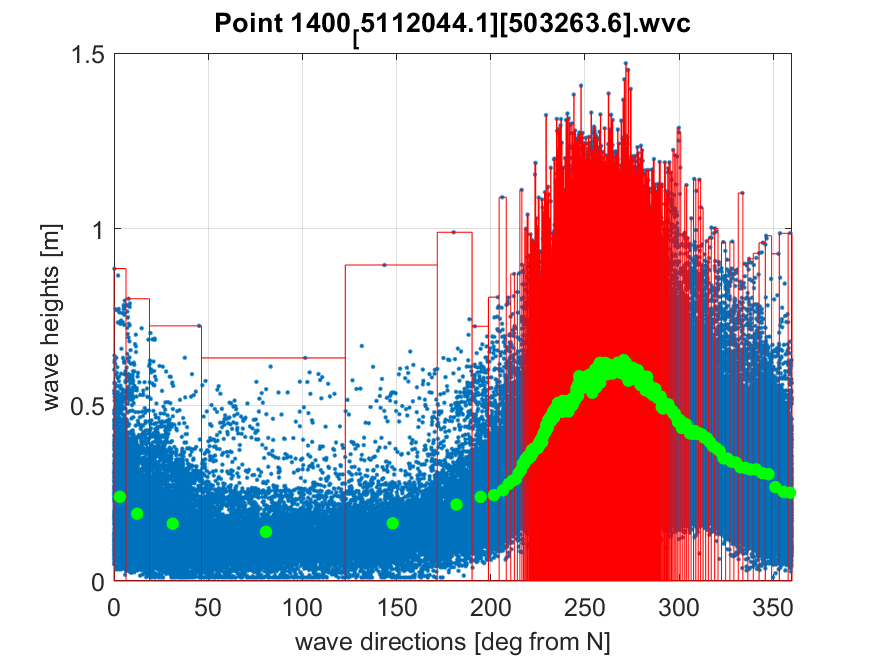 Point 1400[5112044.1][503263.6].wvc
1.5
1
0.5
0
wave heights [m]
0 50 100 150 200 250 300 350
wave directions [deg from N]